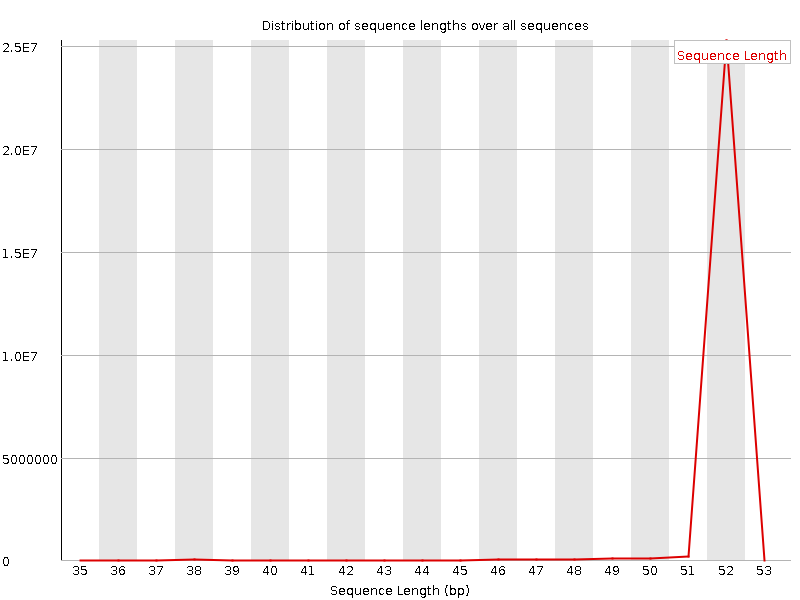 Distribution of sequence lengths over all sequences
2.5E7
Sequence Length
2.0E7
1.5E7
1.0E7
5000000
0
35 36 37 38 39 40 41 42 43 44 45 46 47 48 49 50 51 52 53
Sequence Length (bp)